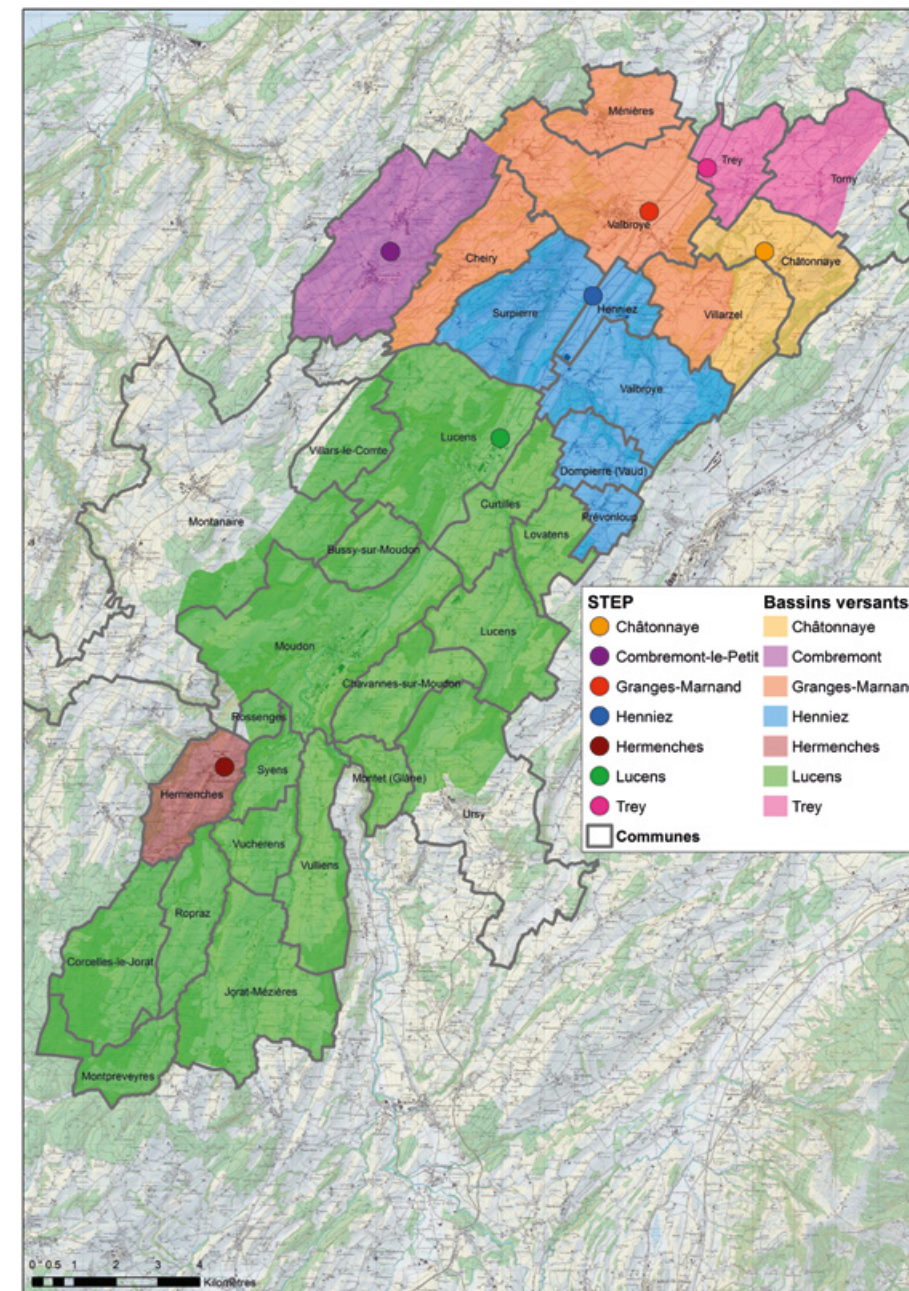 Ménières
Trey
Torny
Valbroye
Cheiry
Châtonnaye
Surpierre
Henniez
Villarzel
Valbroye
Lucens
Villars-le-Comte
Dompierre (Vaud)
Curtilles
Prévonloup
Montanaire
Lovatens
Bussy-sur-Moudon
Lucens
Moudon
Chavannes-sur-Moudon
Rossenges
Syens
Montet (Glâne)
Hermenches
Ursy
Vucherens
Vulliens
Ropraz
Corcelles-le-Jorat
Jorat-Mézières
Montpreveyres
STEP
Châtonnaye
Combremont-le-Petit
Granges-Marnand
Henniez
Hermenches
Lucens
Trey
Communes
Bassins versants
Châtonnaye
Combremont
Granges-Marnand
Henniez
Hermenches
Lucens
Trey
0 0.5 1 2 3 4
Kilomètres